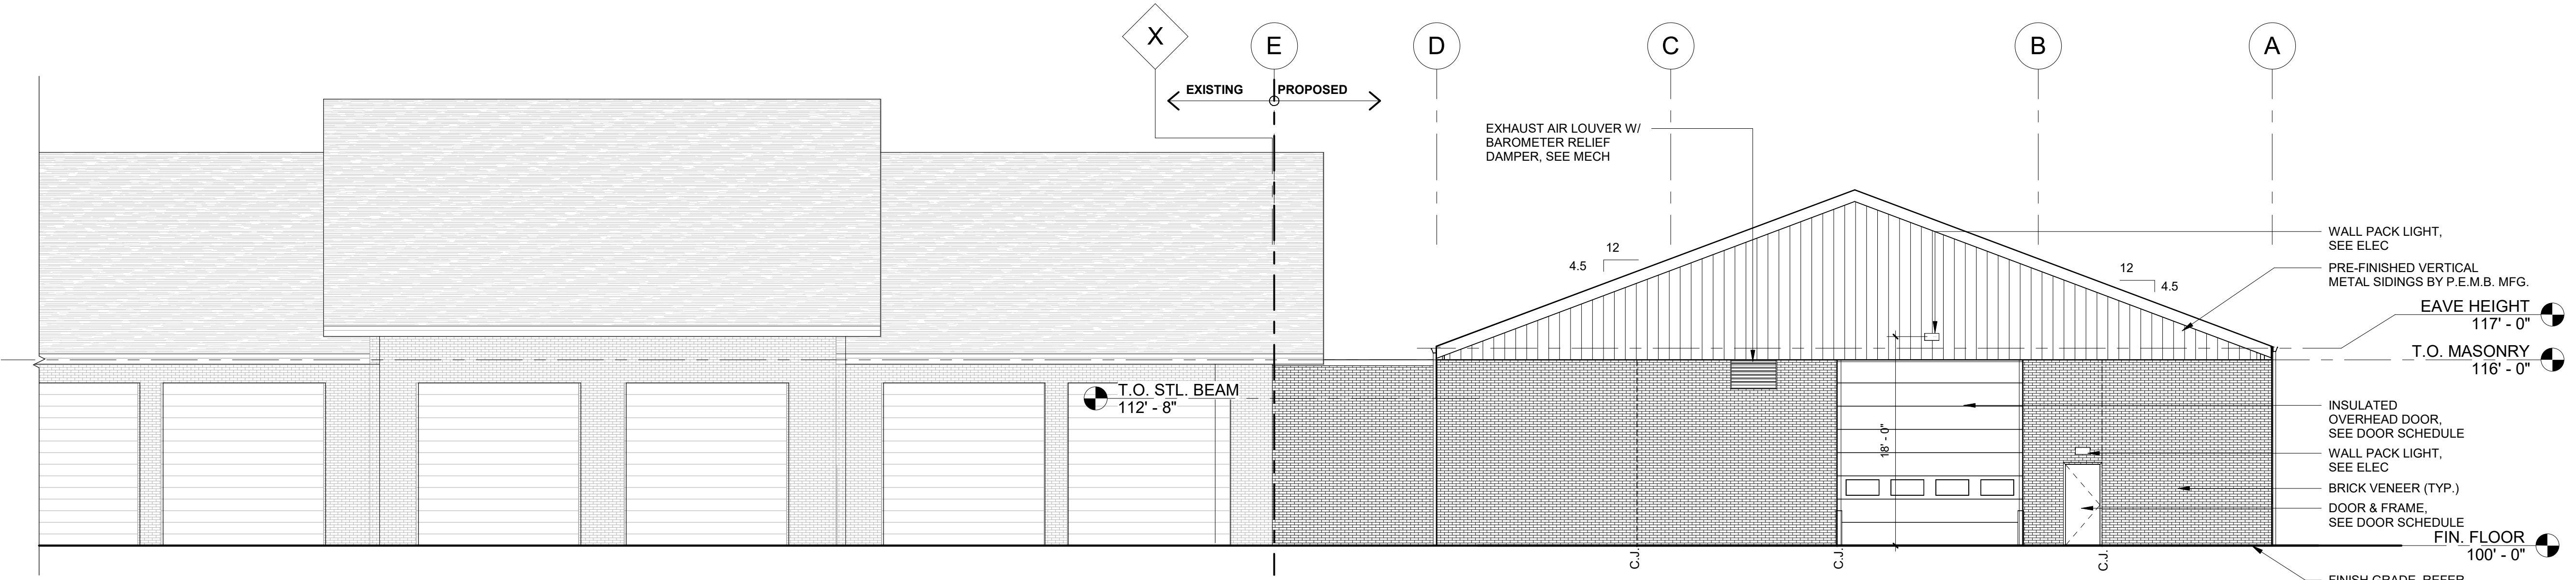 X
E
D
C
B
A
EXISTING
PROPOSED
EXHAUST AIR LOUVER W/
BAROMETER RELIEF
DAMPER, SEE MECH
12
4.5
12
4.5
WALL PACK LIGHT,
SEE ELEC
PRE-FINISHED VERTICAL
METAL SIDINGS BY P.E.M.B. MFG.
EAVE HEIGHT
117' - 0"
T.O. MASONRY
116' - 0"
T.O. STL. BEAM
112' - 8"
18' - 0"
INSULATED
OVERHEAD DOOR,
SEE DOOR SCHEDULE
WALL PACK LIGHT,
SEE ELEC
BRICK VENEER (TYP.)
DOOR & FRAME,
SEE DOOR SCHEDULE
FIN. FLOOR
100' - 0"
C.J.
C.J.
C.J.
FINISH GRADE, REFER